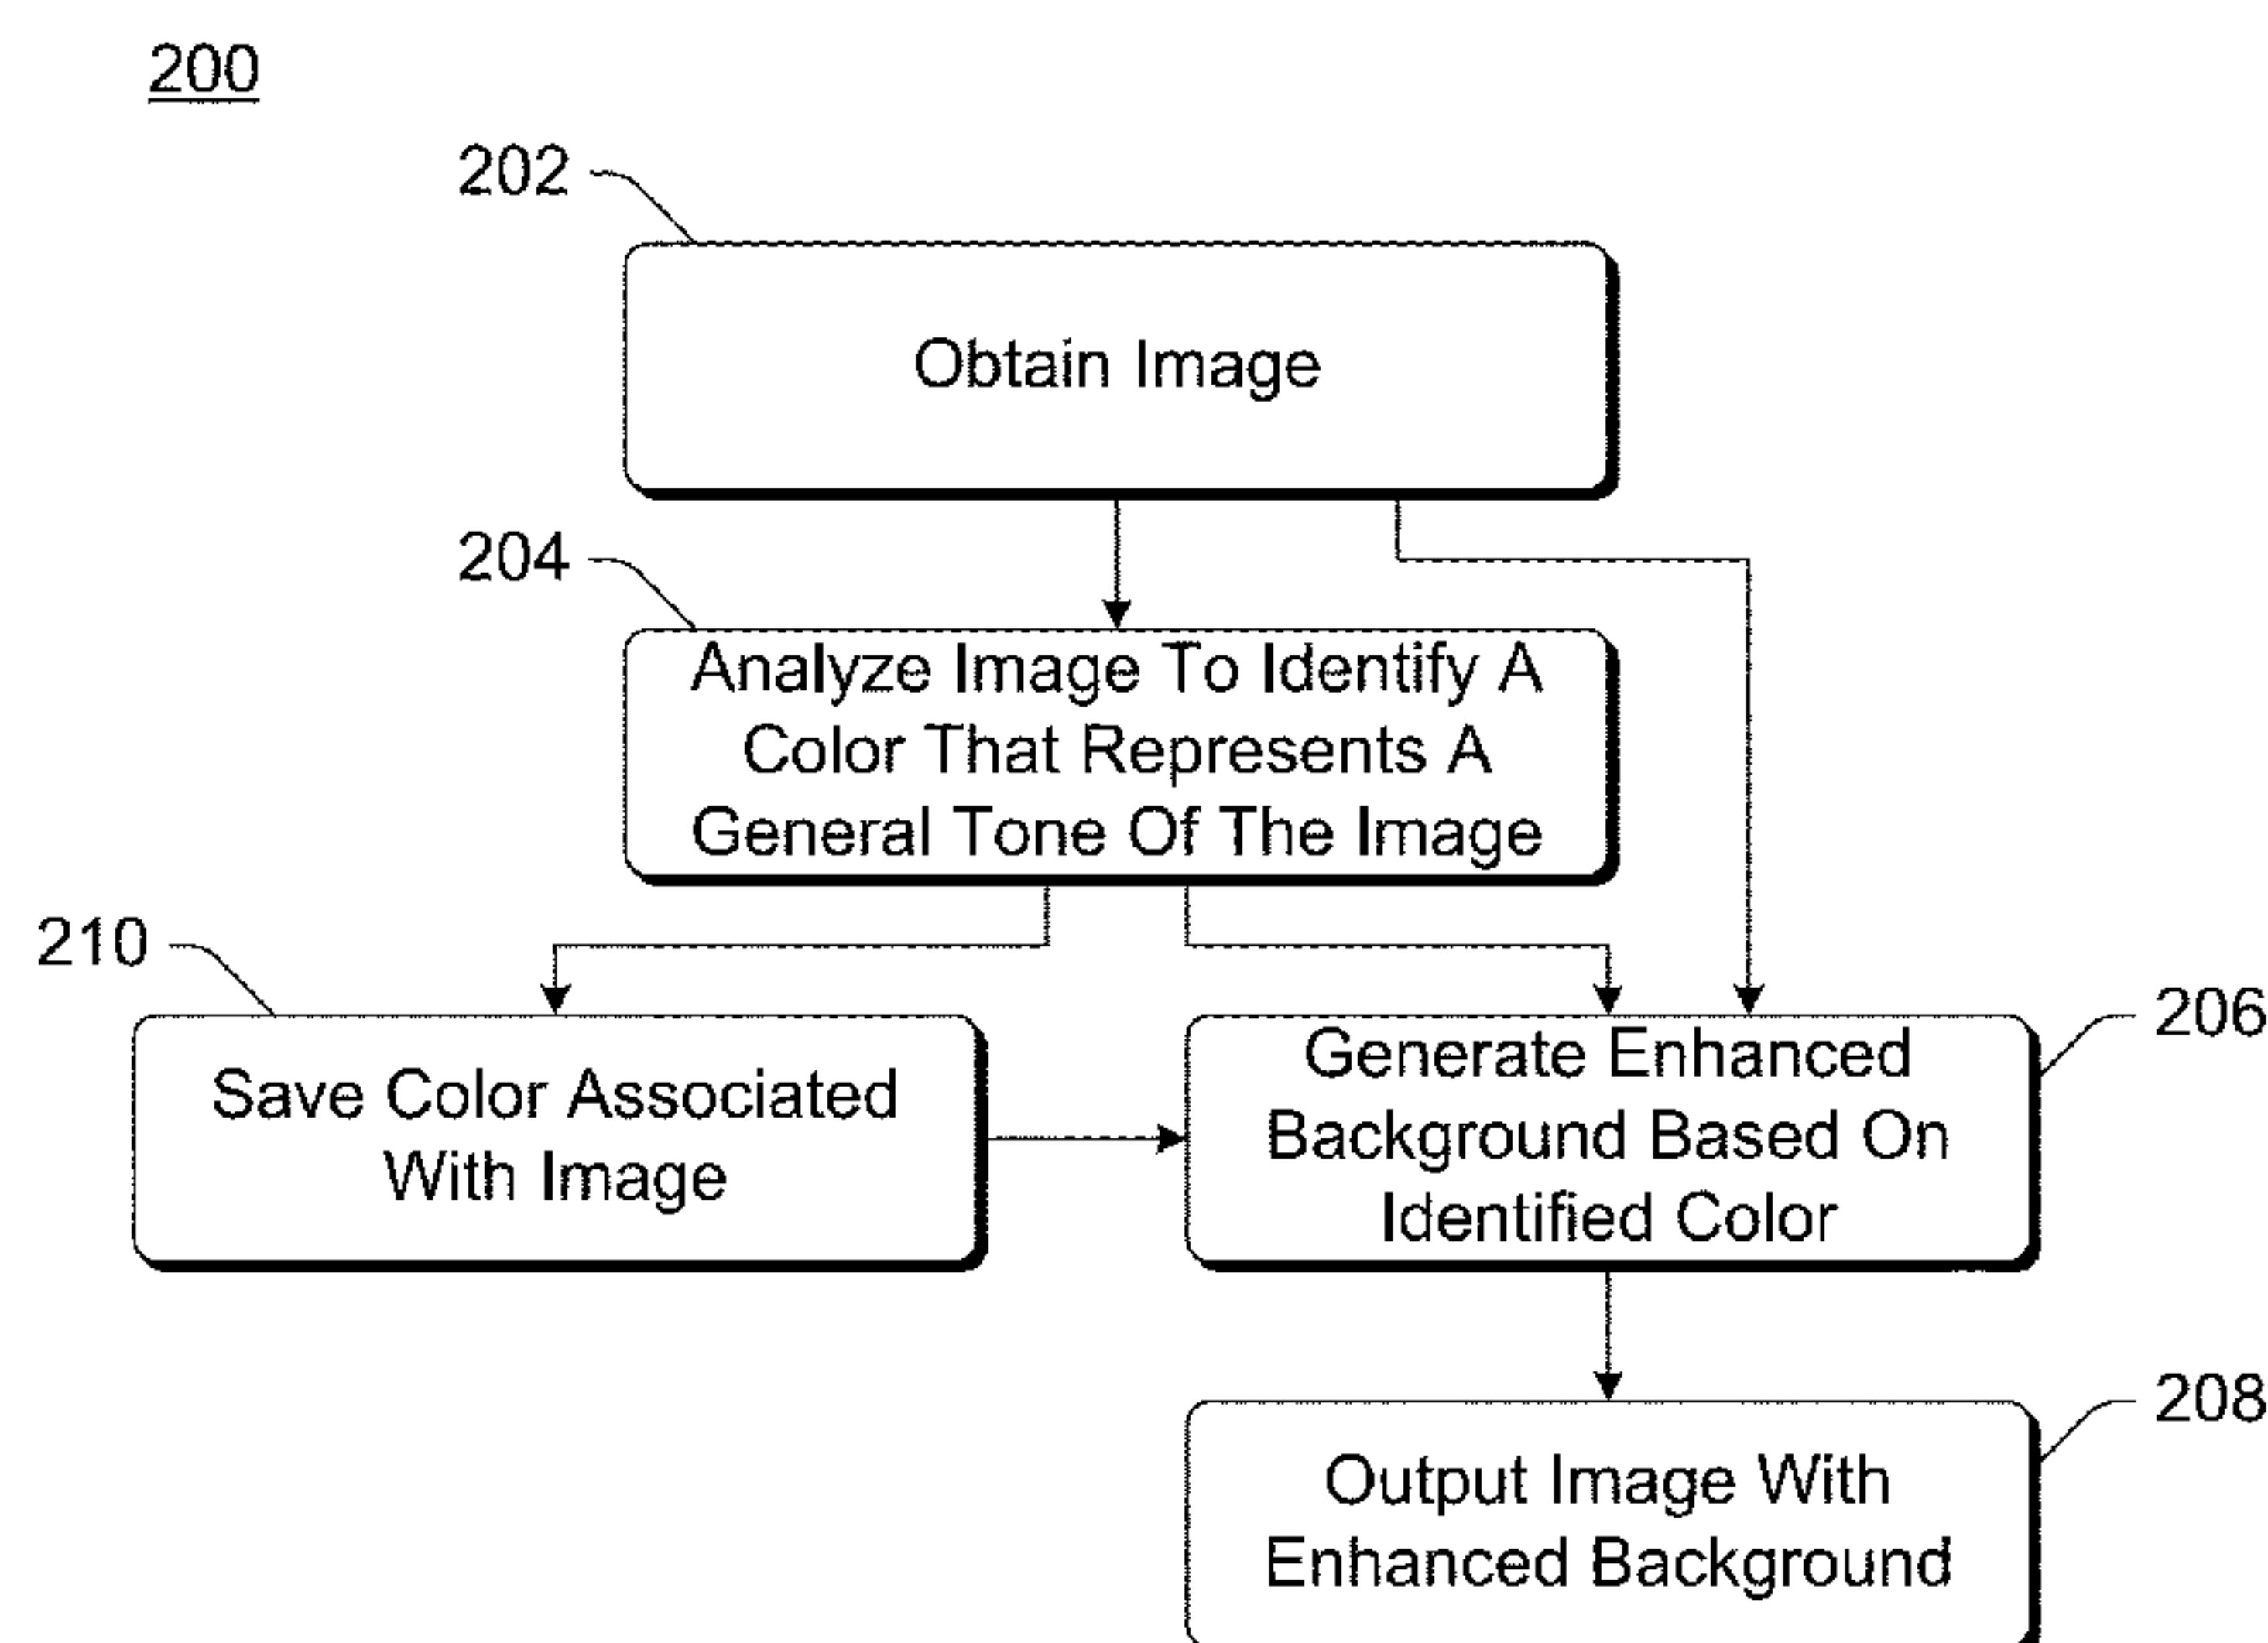 200
202
Obtain Image
204
Analyze Image To Identify A
Color That Represents A
General Tone Of The Image
210
Save Color Associated
With Image
206
Generate Enhanced
Background Based On
Identified Color
208
Output Image With
Enhanced Background